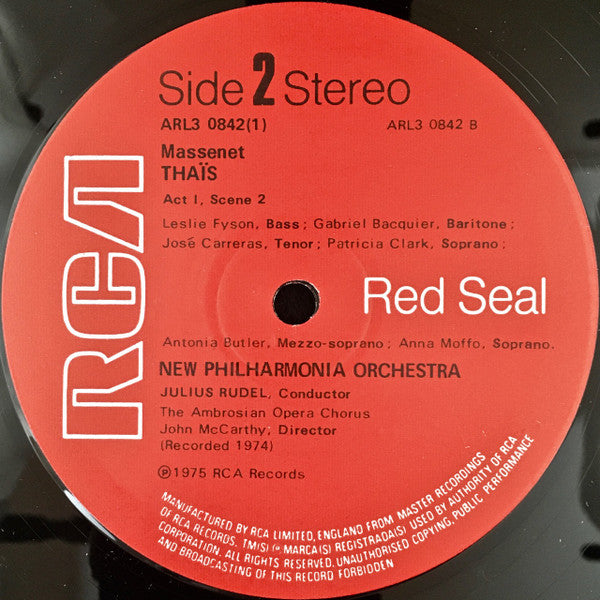 RCA
Side 2 Stereo
ARL3 0842(1) ARL3 0842 B
Massenet
THAÏS
Act I, Scene 2
Leslie Fyson, Bass; Gabriel Bacquier, Baritone;
José Carreras, Tenor; Patricia Clark, Soprano;
Red Seal
Antonia Butler, Mezzo-soprano; Anna Moffo, Soprano.
NEW PHILHARMONIA ORCHESTRA
JULIUS RUDEL, Conductor
The Ambrosian Opera Chorus
John McCarthy, Director
(Recorded 1974)
℗1975 RCA Records
MANUFACTURED BY RCA LIMITED, ENGLAND FROM MASTER RECORDINGS
OF RCA RECORDS, TM(S) ® MARCA(S) REGISTRADA(S) USED BY AUTHORITY OF RCA
CORPORATION. ALL RIGHTS RESERVED. UNAUTHORISED COPYING, PUBLIC PERFORMANCE
AND BROADCASTING OF THIS RECORD FORBIDDEN